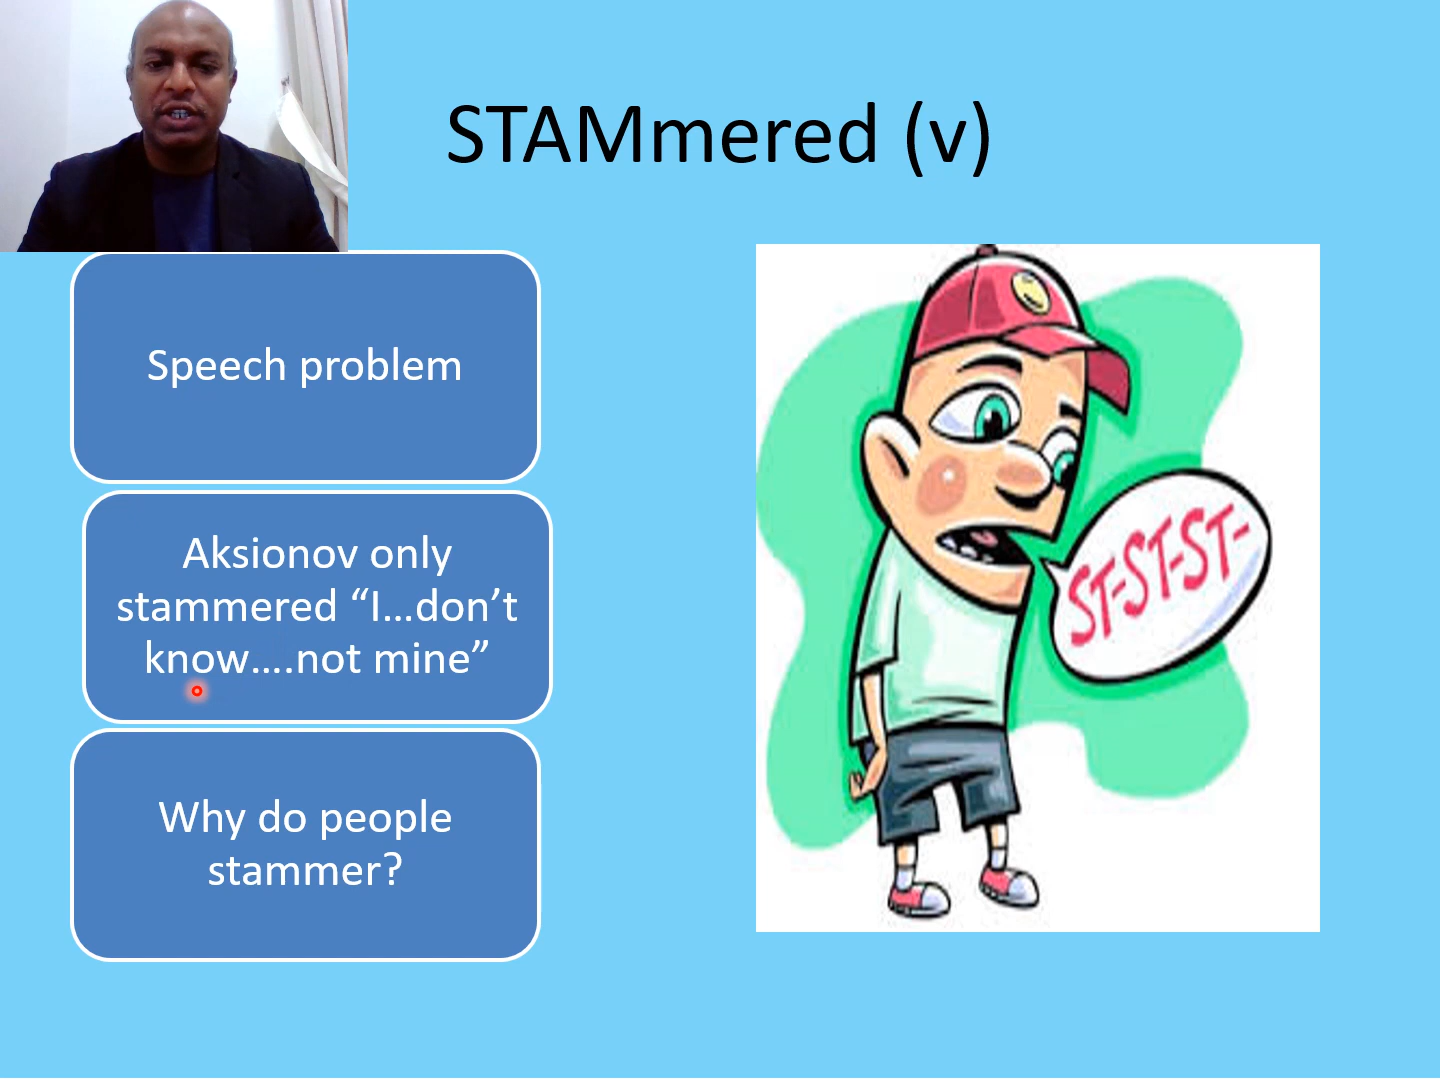 STAMmered (v)
Speech problem
Aksionov only
stammered “I...don’t
know....not mine”
Why do people
stammer?
ST-ST-ST-